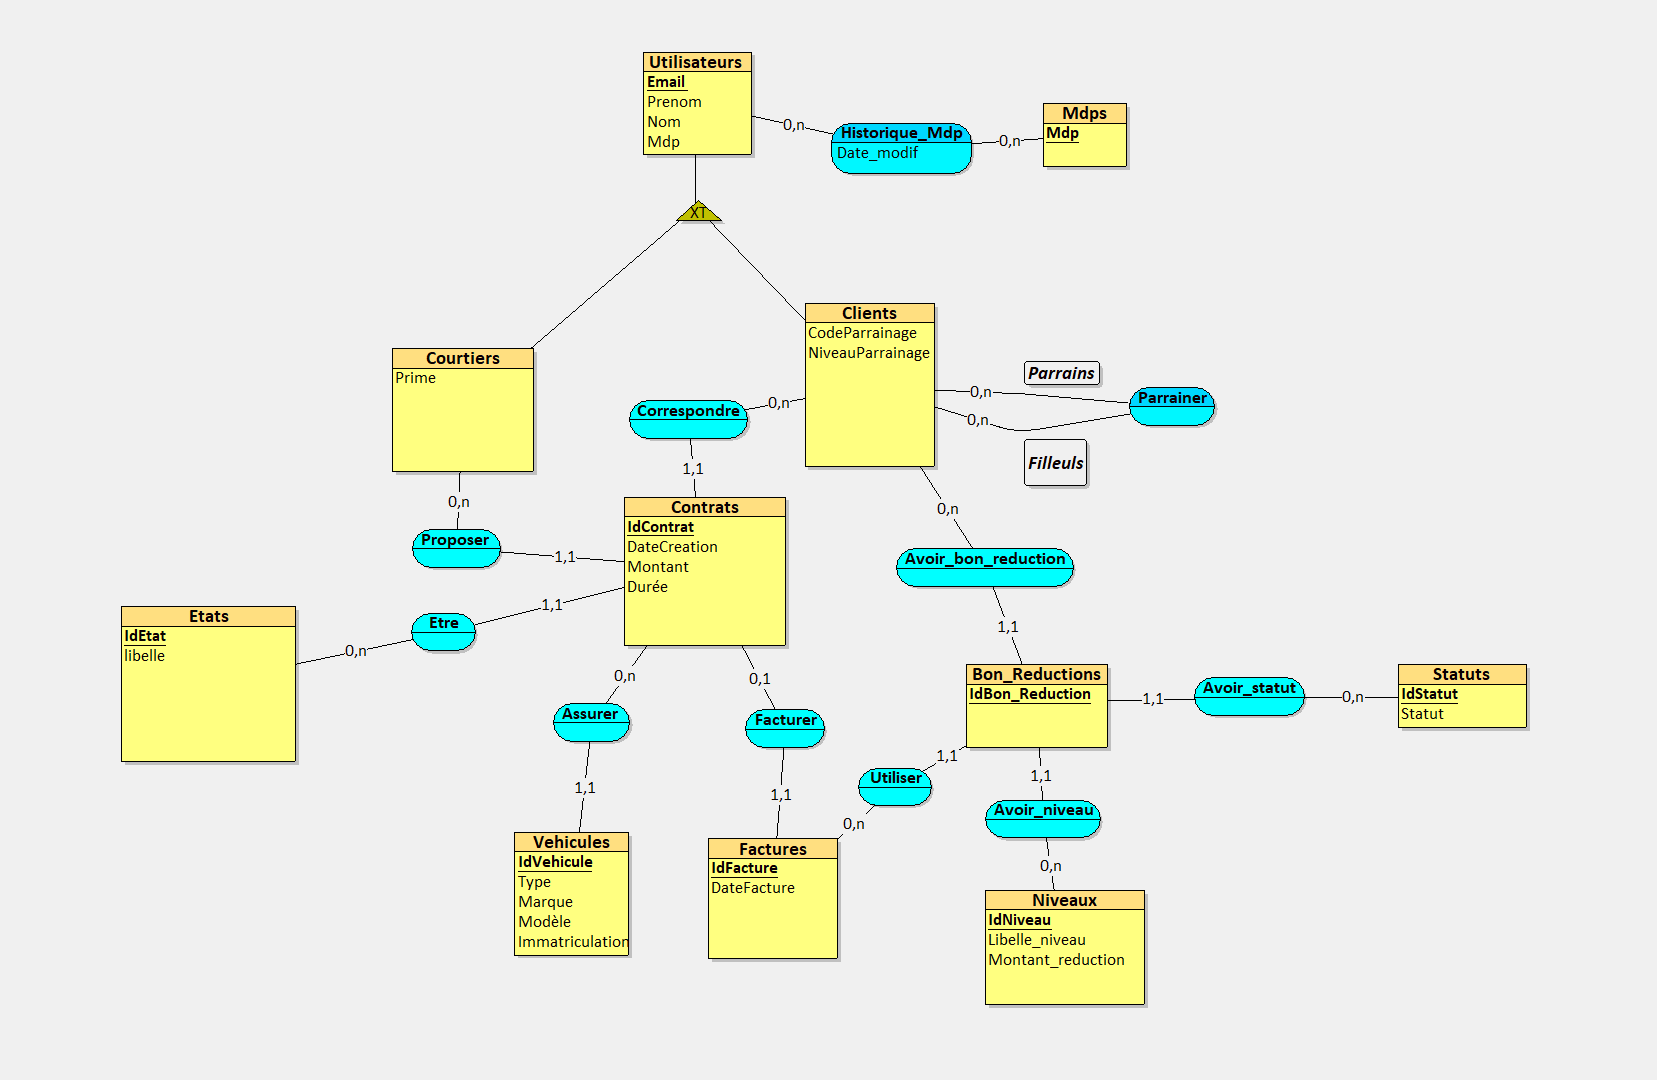 Utilisateurs
Email
Prenom
Nom
Mdp
0,n
Historique_Mdp
Date_modif
0,n
Mdps
Mdp
XT
Courtiers
Prime
Clients
CodeParrainage
NiveauParrainage
Parrains
0,n
Parrainer
0,n
Filleuls
Correspondre
0,n
1,1
0,n
Proposer
1,1
Contrats
IdContrat
DateCreation
Montant
Durée
0,n
Avoir_bon_reduction
1,1
Etats
IdEtat
libelle
0,n
Etre
1,1
0,n
Assurer
1,1
0,1
Facturer
1,1
Bon_Reductions
IdBon_Reduction
1,1
Avoir_statut
0,n
Statuts
IdStatut
Statut
1,1
Utiliser
0,n
1,1
Avoir_niveau
0,n
Vehicules
IdVehicule
Type
Marque
Modèle
Immatriculation
Factures
IdFacture
DateFacture
Niveaux
IdNiveau
Libelle_niveau
Montant_reduction